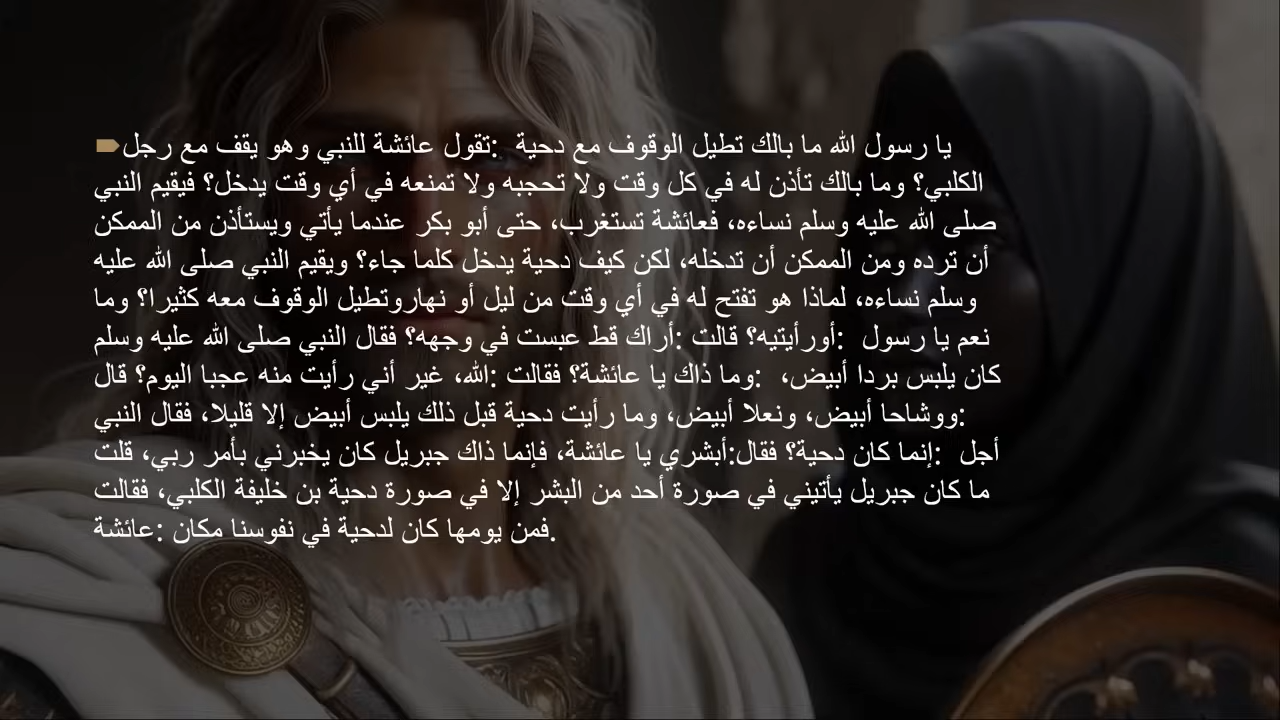 تقول عائشة للنبي وهو يقف مع رجل: يا رسول الله ما بالك تطيل الوقوف مع دحية
الكلبي؟ وما بالك تأذن له في كل وقت ولا تحجبه ولا تمنعه في أي وقت يدخل؟ فيقيم النبي
صلى الله عليه وسلم نساءه، فعائشة تستغرب، حتى أبو بكر عندما يأتي ويستأذن من الممكن
أن ترده ومن الممكن أن تدخله، لكن كيف دحية يدخل كلما جاء؟ ويقيم النبي صلى الله عليه
وسلم نساءه، لماذا هو تفتح له في أي وقت من ليل أو نهاروتطيل الوقوف معه كثيرا؟ وما
أراك قط عبست في وجهه؟ فقال النبي صلى الله عليه وسلم:أورأيتيه؟ قالت: نعم يا رسول
الله، غير أني رأيت منه عجبا اليوم؟ قال:وما ذاك يا عائشة؟ فقالت: كان يلبس بردا أبيض،
ووشاحا أبيض، ونعلا أبيض، وما رأيت دحية قبل ذلك يلبس أبيض إلا قليلا، فقال النبي:
أبشري يا عائشة، فإنما ذاك جبريل كان يخبرني بأمر ربي، قلت:إنما كان دحية؟ فقال: أجل
ما كان جبريل يأتيني في صورة أحد من البشر إلا في صورة دحية بن خليفة الكلبي، فقالت
عائشة: فمن يومها كان لدحية في نفوسنا مكان.